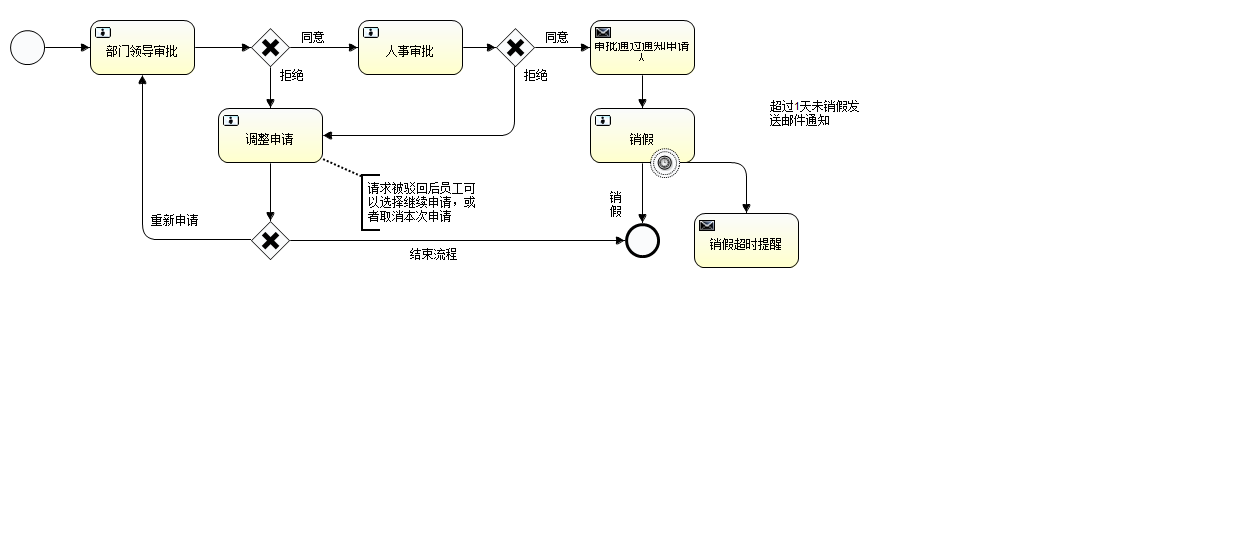 部门领导审批
同意
人事审批
同意
审批通过通知申请
人
拒绝
拒绝
调整申请
销假
超过1天未销假发
送邮件通知
请求被驳回后员工可
以选择继续申请，或
者取消本次申请
销
假
重新申请
结束流程
销假超时提醒